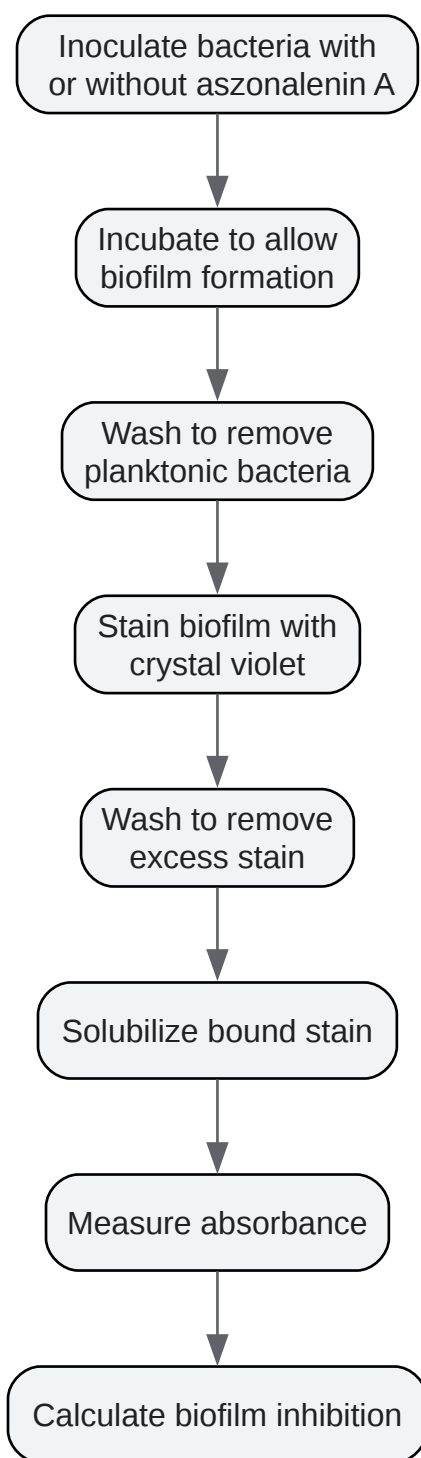 Inoculate bacteria with
or without aszonalenin A
Incubate to allow
biofilm formation
Wash to remove
planktonic bacteria
Stain biofilm with
crystal violet
Wash to remove
excess stain
Solubilize bound stain
Measure absorbance
Calculate biofilm inhibition